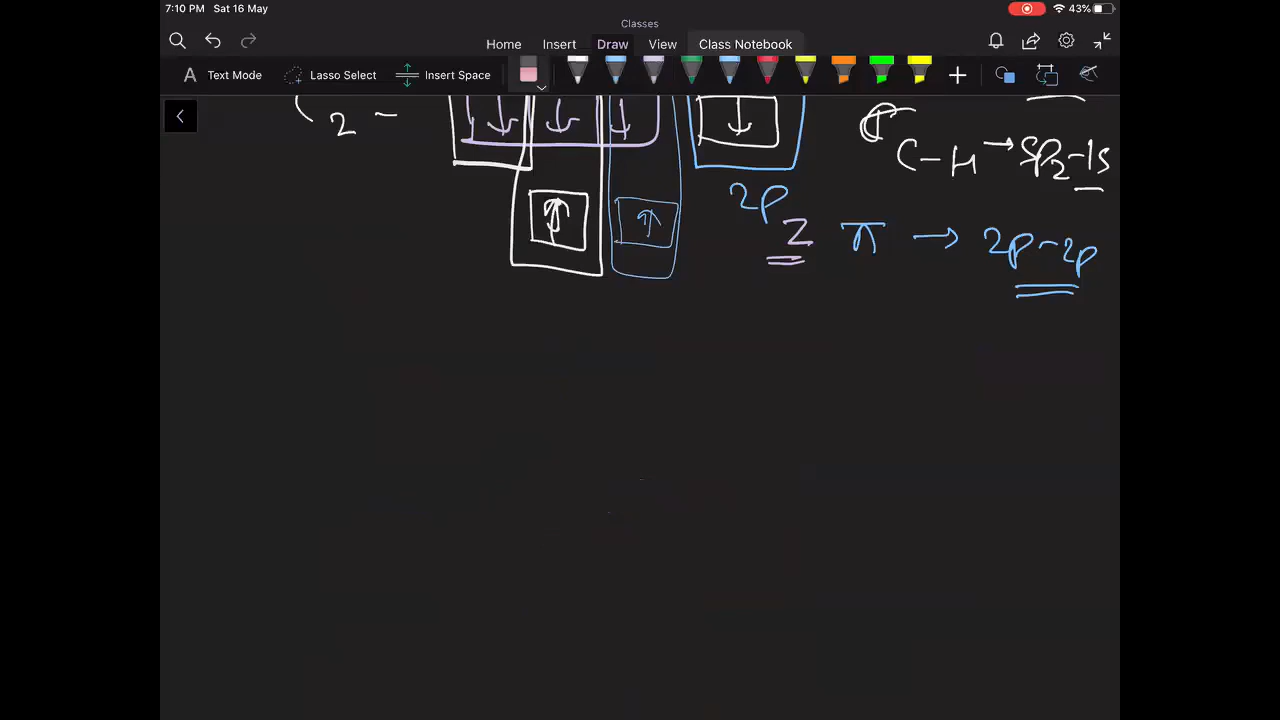 7:10 PM Sat 16 May
43%
Classes
Home Insert Draw View Class Notebook
A Text Mode Lasso Select Insert Space
2 -
C-H → SP2-1S
2p
z
π → 2p-2p